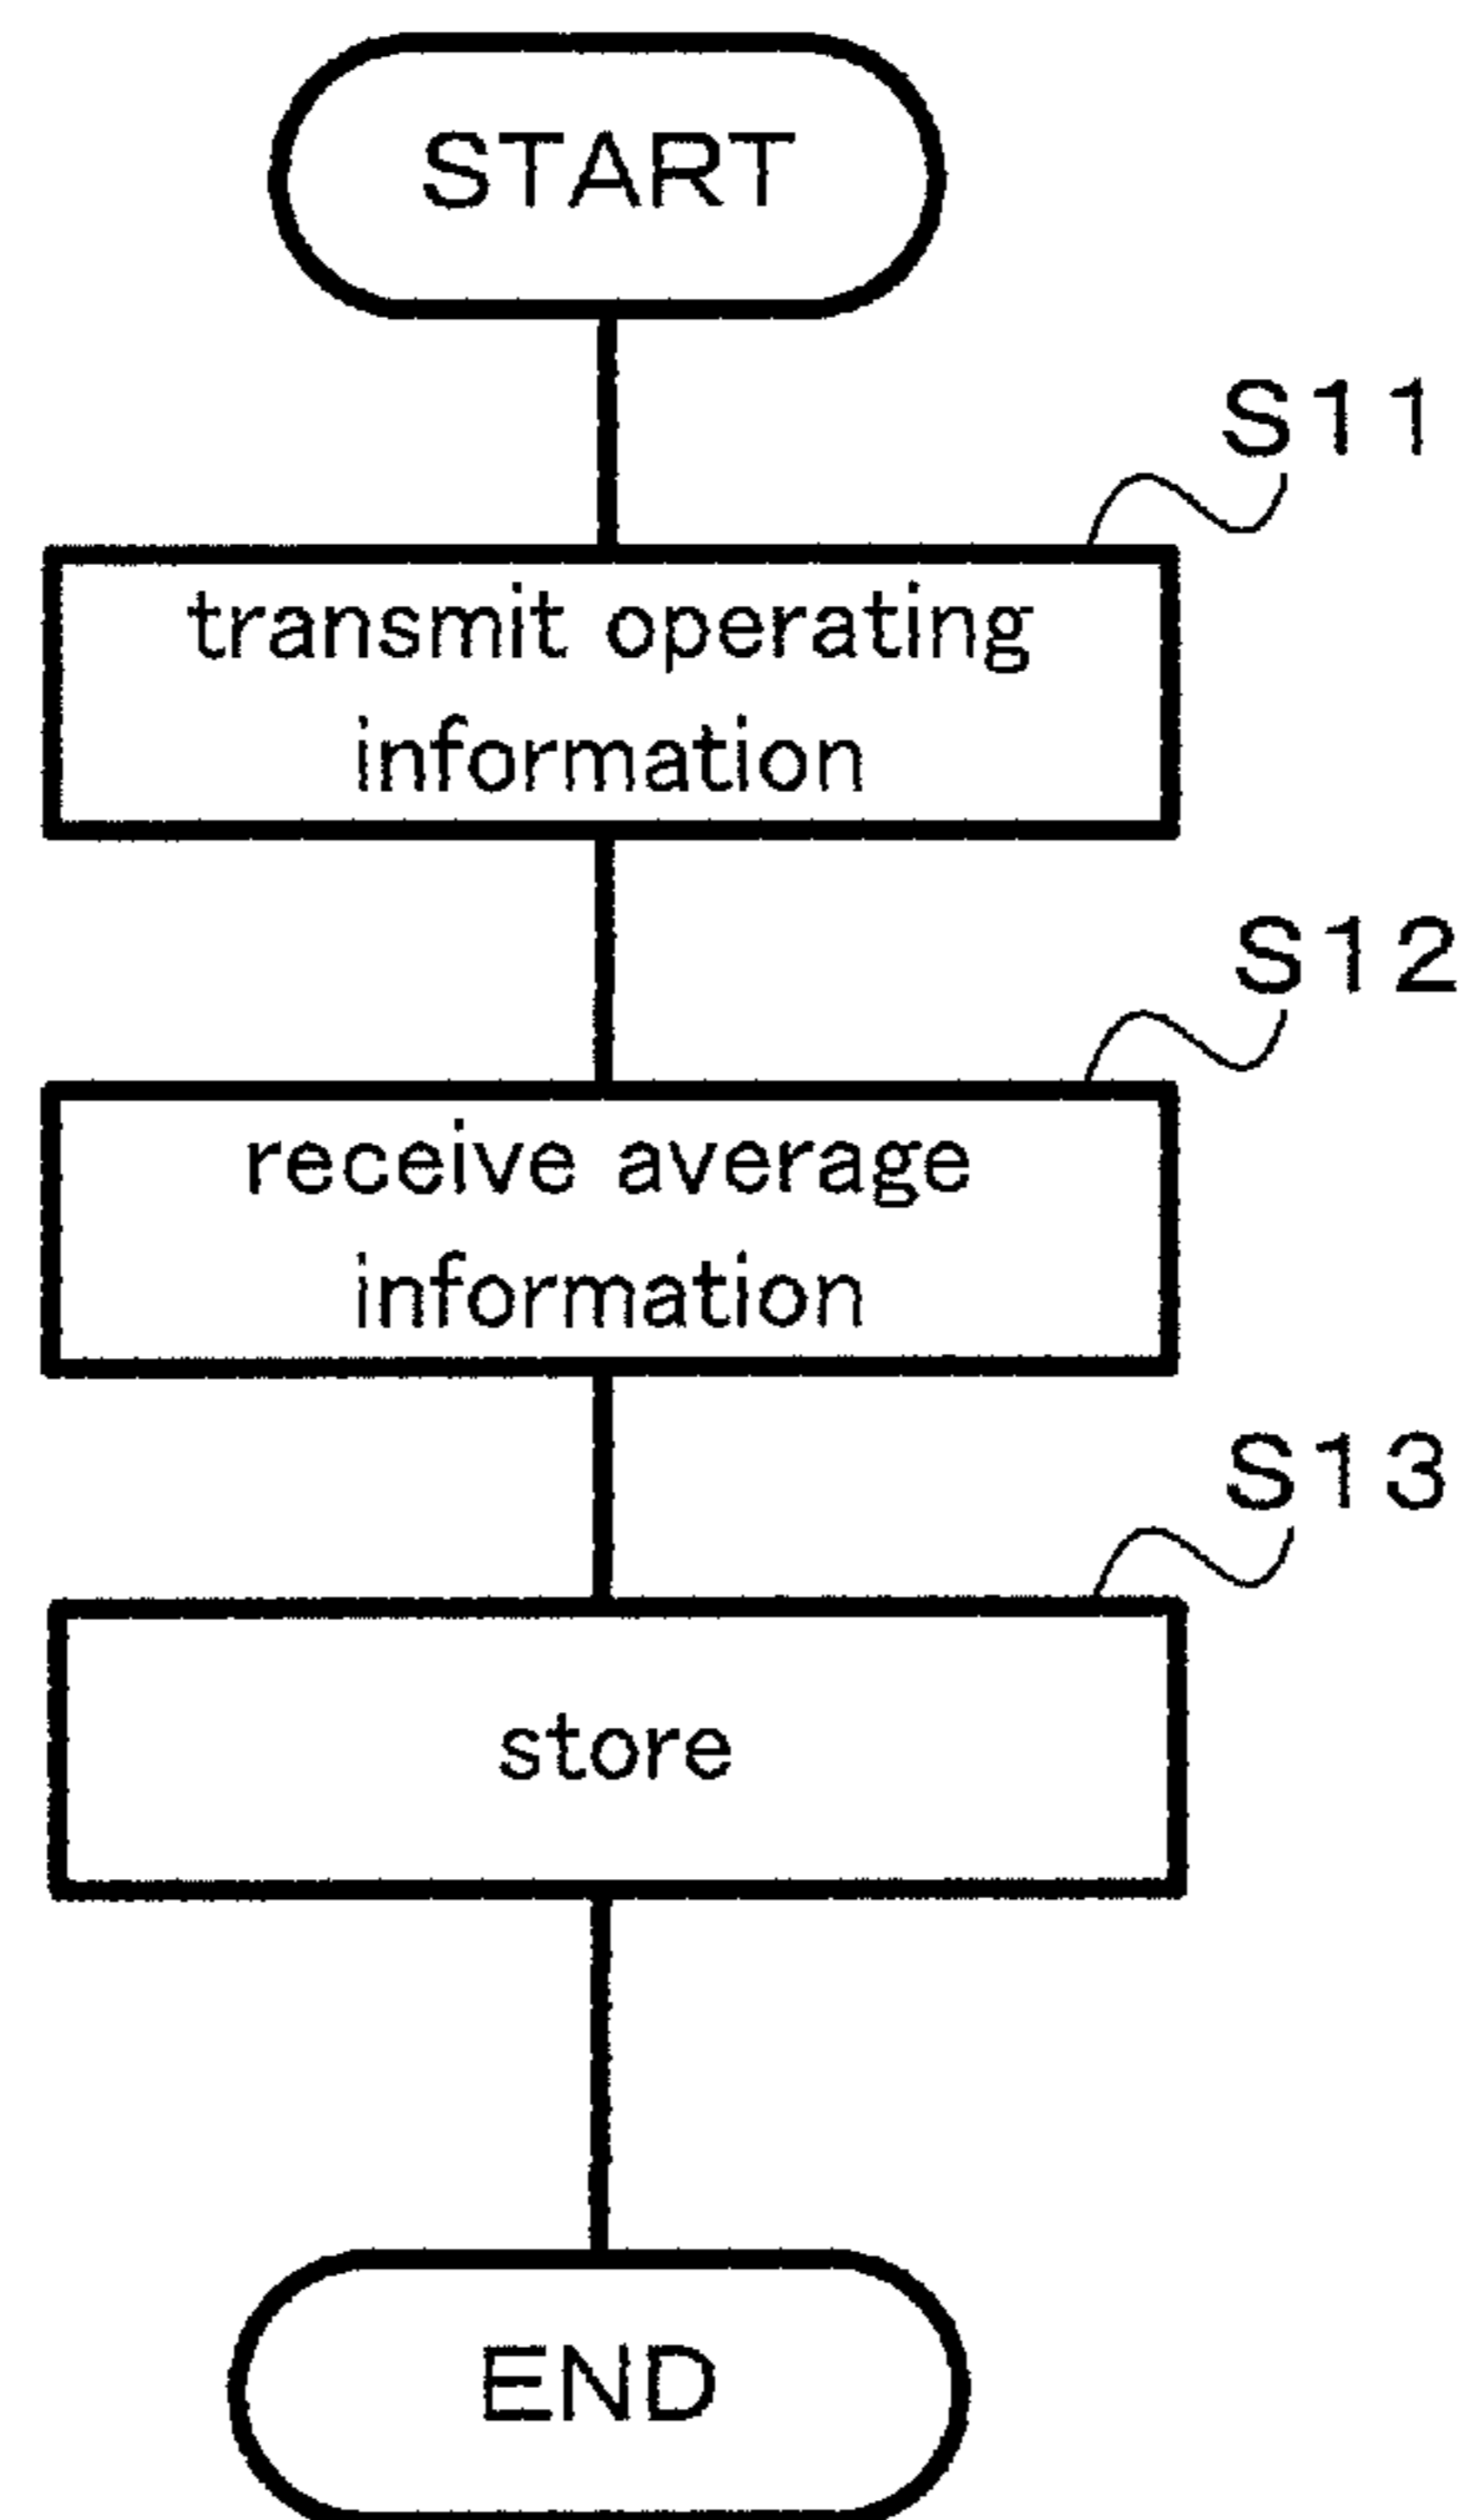 START
S11
transmit operating
information
S12
receive average
information
S13
store
END